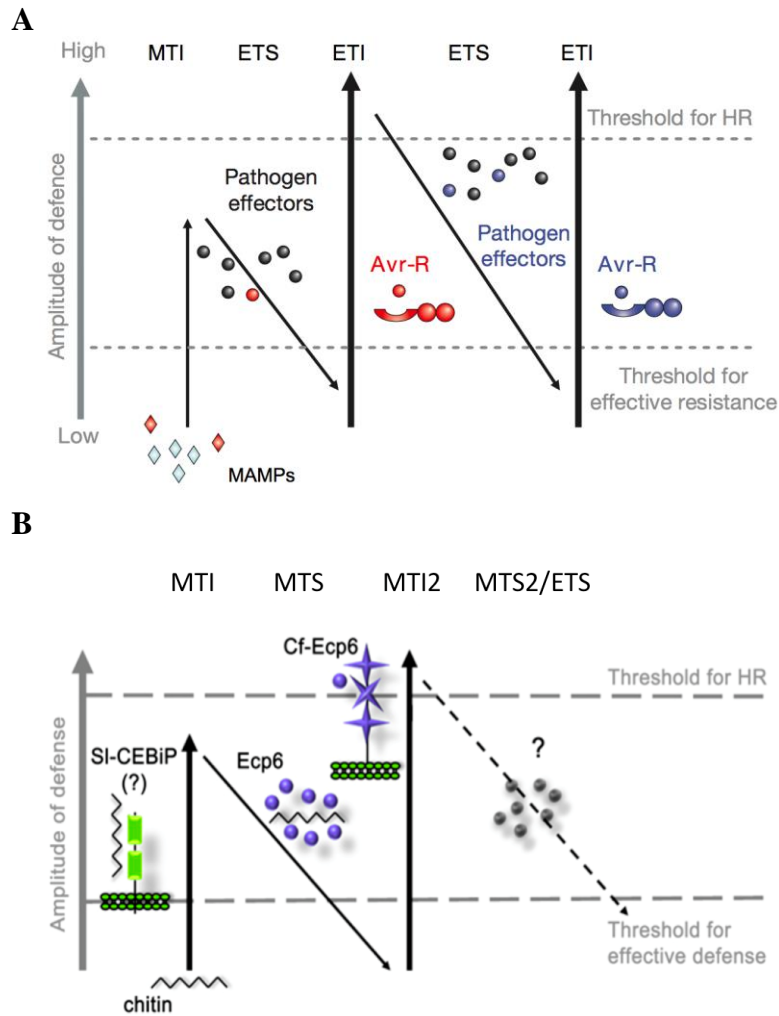 A
High
MTI ETS ETI ETS ETI
Threshold for HR
Pathogen
effectors
Pathogen
effectors
Avr-R
Avr-R
Amplitude of defence
Threshold for
effective resistance
Low
MAMPs
B
MTI MTS MTI2 MTS2/ETS
Cf-Ecp6
Threshold for HR
Sl-CEBiP
(?)
Ecp6
?
Amplitude of defense
Threshold for
effective defense
chitin